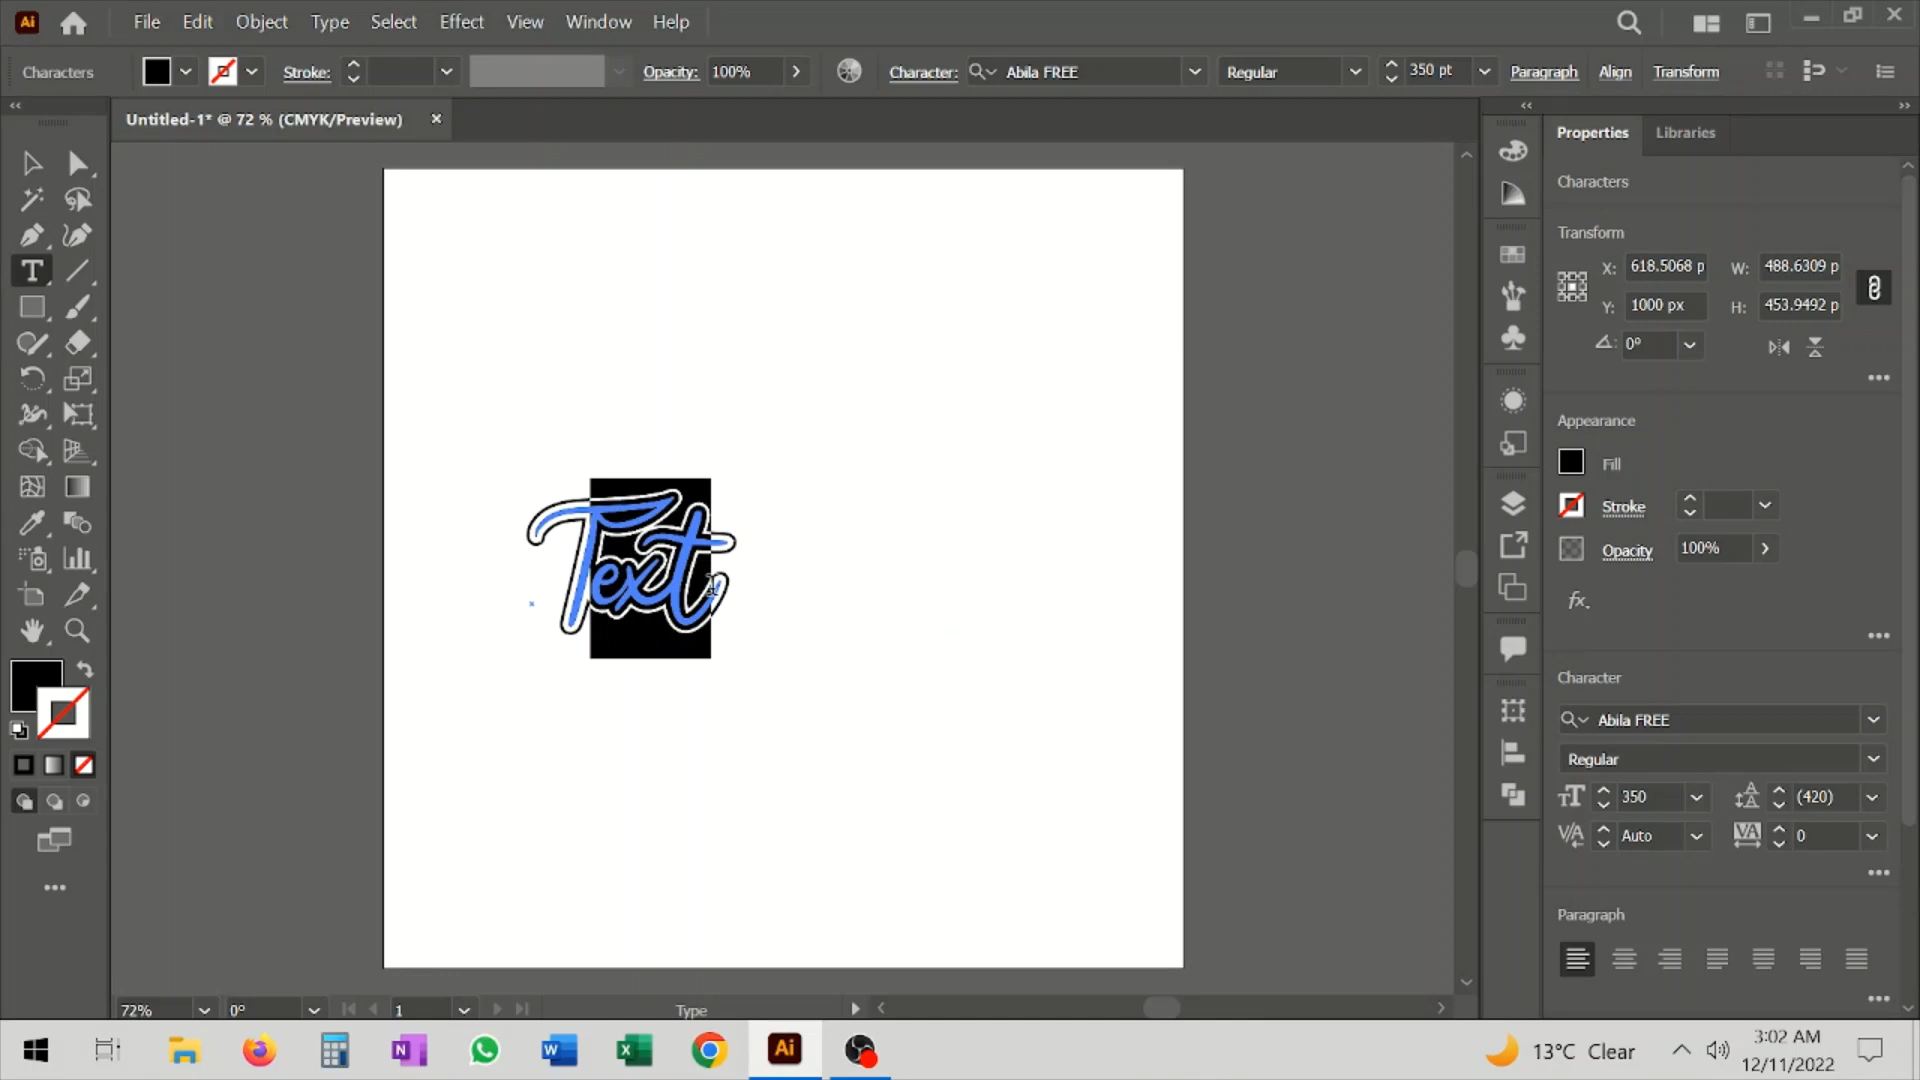 Ai File Edit Object Type Select Effect View Window Help
Characters Stroke: Opacity: 100% Character: Abila FREE Regular 350 pt Paragraph Align Transform
Untitled-1* @ 72 % (CMYK/Preview)
Properties Libraries
Characters
Transform
X: 618.5068 p W: 488.6309 p
Y: 1000 px H: 453.9492 p
0°
Appearance
Fill
Stroke
Opacity 100%
fx.
Text
Character
Abila FREE
Regular
350 (420)
Auto 0
Paragraph
72% 0° 1 Type
13°C Clear
3:02 AM
12/11/2022